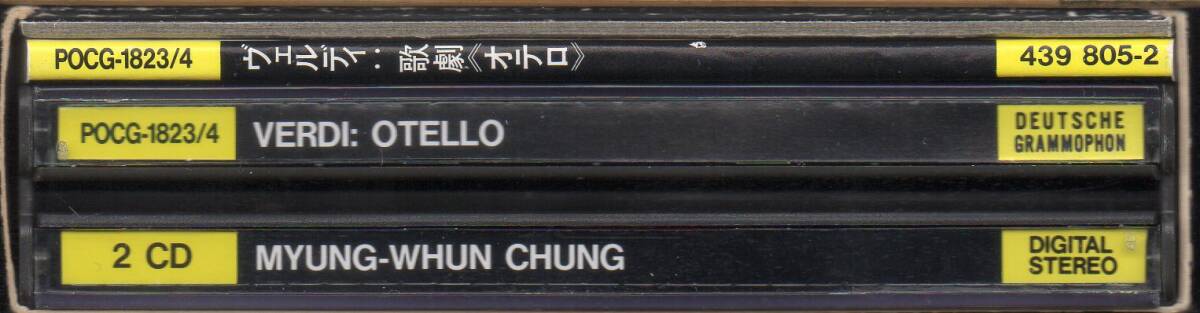 POCG-1823/4 ヴェルディ：歌劇《オテロ》 439 805-2
POCG-1823/4 VERDI: OTELLO DEUTSCHE
GRAMMOPHON
2 CD MYUNG-WHUN CHUNG DIGITAL
STEREO